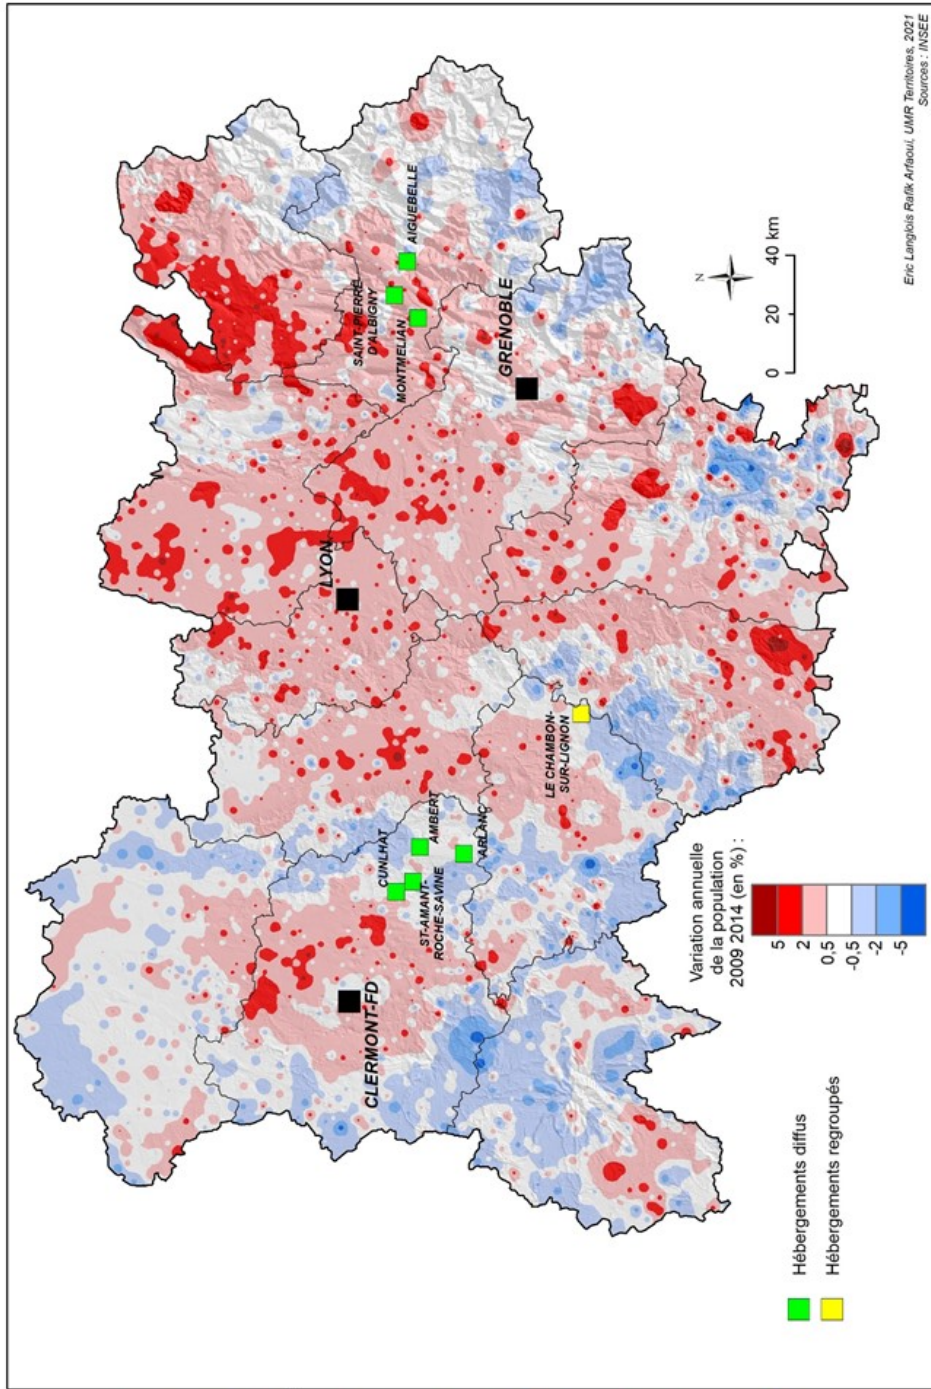 SAINT-PIERRE-
D'ALBIGNY
AIGUEBELLE
MONTMELIAN
LYON
GRENOBLE
CUNLHAT
AMBERT
ST-AMANT-
ROCHE-SAVINE
ARLANC
CLERMONT-FD
LE CHAMBON-
SUR-LIGNON
N
0 20 40 km
Hébergements diffus
Hébergements regroupés
Variation annuelle
de la population
2009 2014 (en %) :
5
2
0,5
-0,5
-2
-5
Eric Langlois Rafik Arfaoui, UMR Territoires, 2021
Sources : INSEE